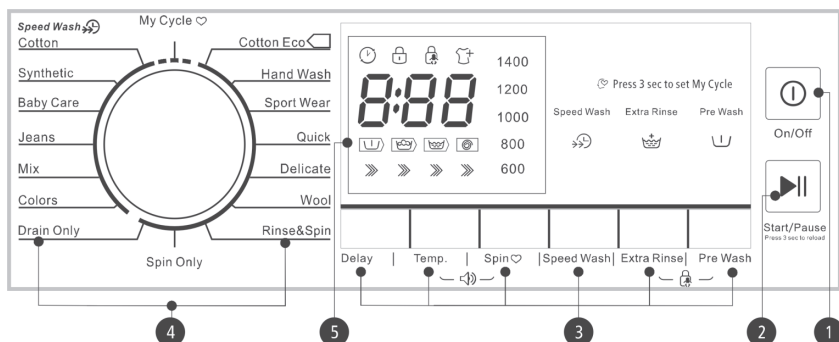 Speed Wash
My Cycle
Cotton
Synthetic
Baby Care
Jeans
Mix
Colors
Drain Only
Cotton Eco
Hand Wash
Sport Wear
Quick
Delicate
Wool
Rinse&Spin
Spin Only
8:88
1400
1200
1000
800
600
Press 3 sec to set My Cycle
Speed Wash Extra Rinse Pre Wash
On/Off
Start/Pause
Press 3 sec to reload
Delay | Temp. | Spin | Speed Wash | Extra Rinse | Pre Wash
4 5 3 2 1